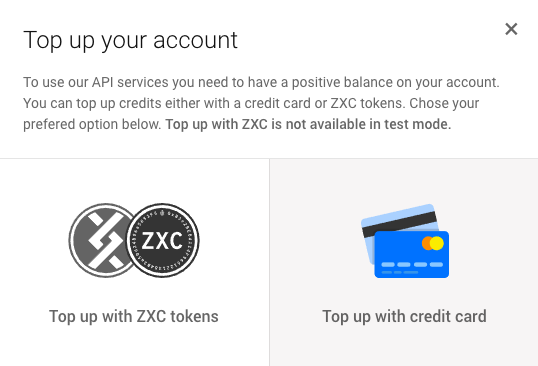 Top up your account
To use our API services you need to have a positive balance on your account.
You can top up credits either with a credit card or ZXC tokens. Chose your
prefered option below. Top up with ZXC is not available in test mode.
ZXC
Top up with ZXC tokens
Top up with credit card